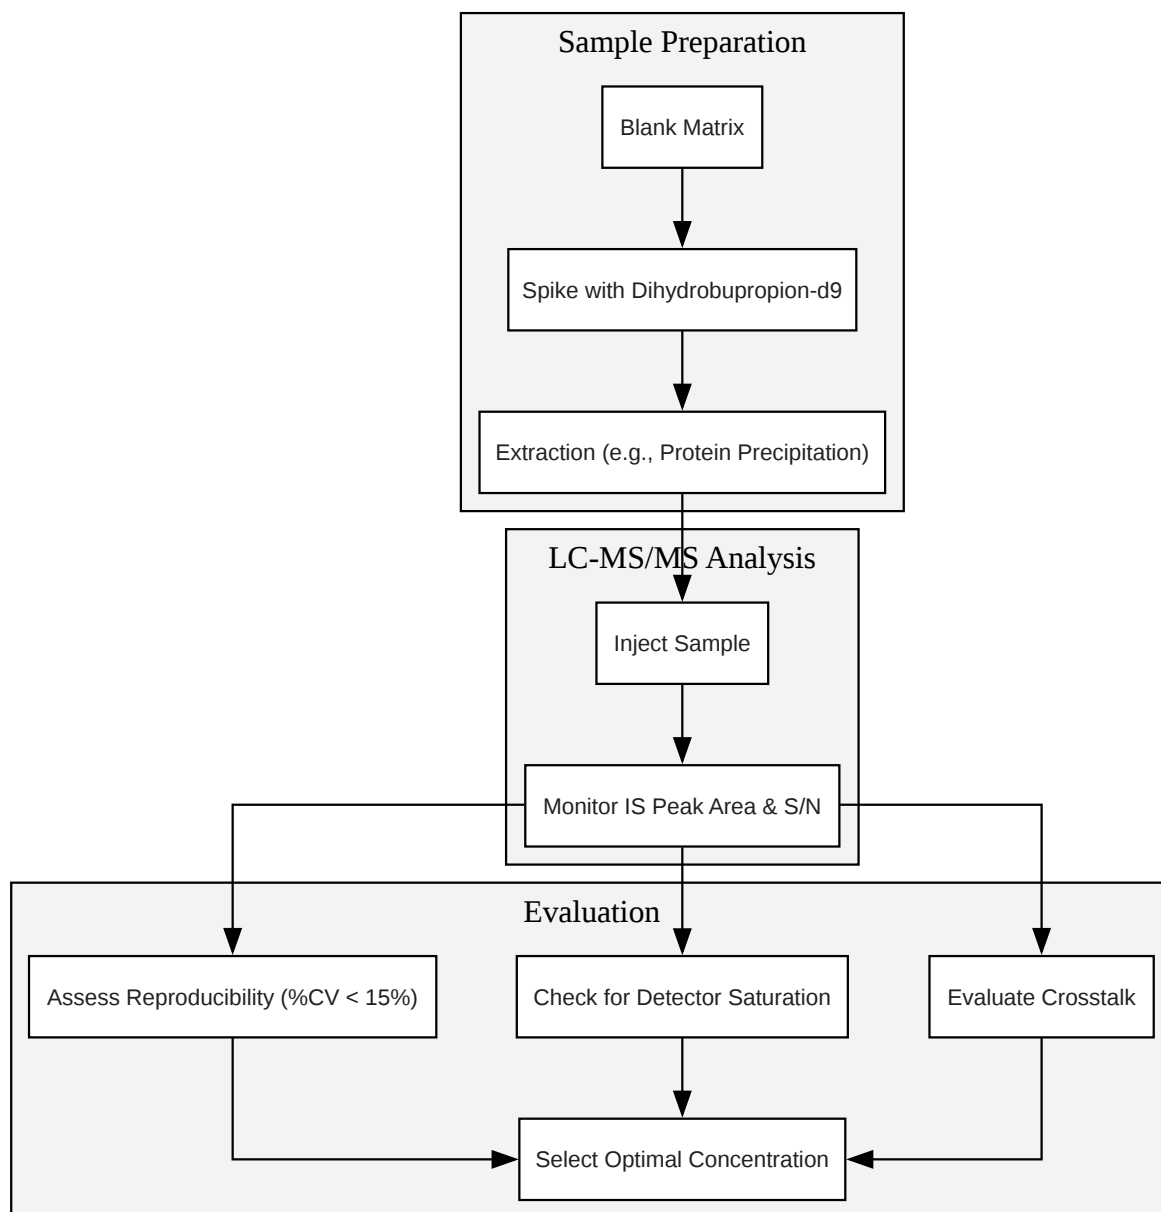 Sample Preparation
Blank Matrix
Spike with Dihydrobupropion-d9
Extraction (e.g., Protein Precipitation)
LC-MS/MS Analysis
Inject Sample
Monitor IS Peak Area & S/N
Evaluation
Assess Reproducibility (%CV < 15%)
Check for Detector Saturation
Evaluate Crosstalk
Select Optimal Concentration